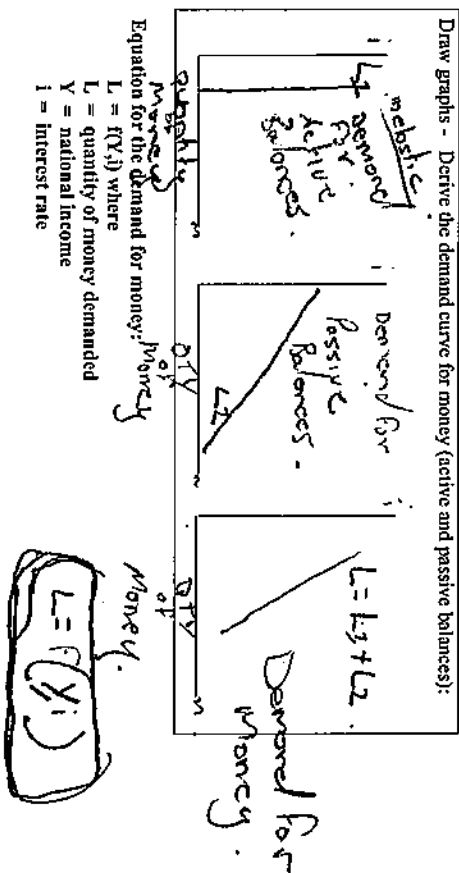 Draw graphs - Derive the demand curve for money (active and passive balances):
i
L1
demand
for
active
Balances.
n
Quantity
of
Money
i
Demand for
Passive
Balances -
L2
n
QTY
of
Money
i
L = L1 + L2
n
QTY
of
Money.
Demand for
Money.
Equation for the demand for money:
L = f(Y,i) where
L = quantity of money demanded
Y = national income
i = interest rate
L = f(Yi)